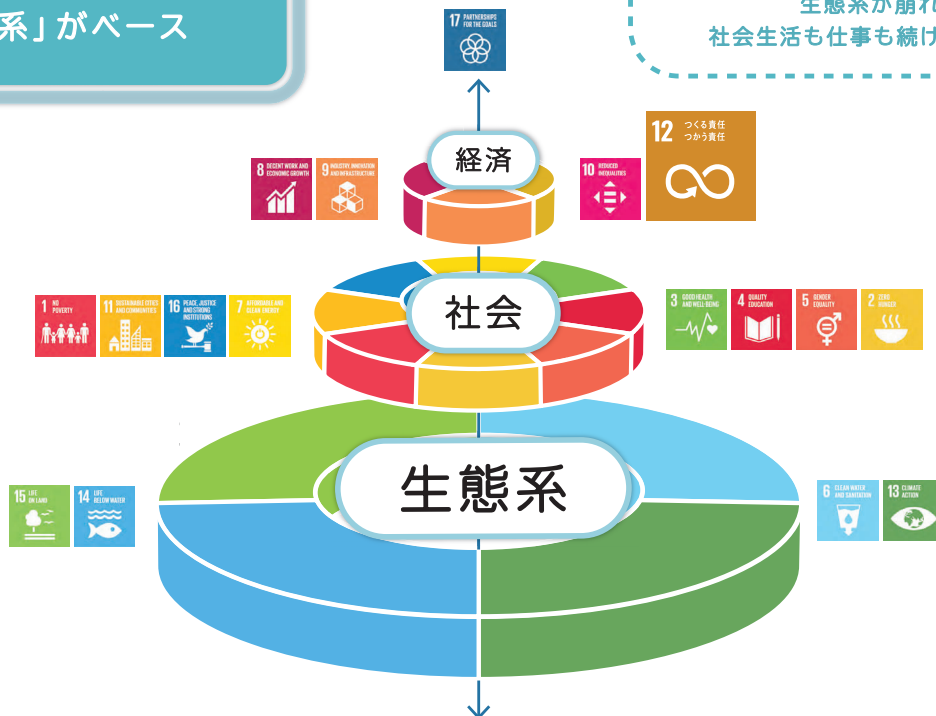 系」がベース
生態系が崩れ
社会生活も仕事も続け
17 PARTNERSHIPS
FOR THE GOALS
経済
8 DECENT WORK AND
ECONOMIC GROWTH
9 INDUSTRY, INNOVATION
AND INFRASTRUCTURE
10 REDUCED
INEQUALITIES
12 つくる責任
つかう責任
社会
1 NO
POVERTY
11 SUSTAINABLE CITIES
AND COMMUNITIES
16 PEACE, JUSTICE
AND STRONG
INSTITUTIONS
7 AFFORDABLE AND
CLEAN ENERGY
3 GOOD HEALTH
AND WELL-BEING
4 QUALITY
EDUCATION
5 GENDER
EQUALITY
2 ZERO
HUNGER
生態系
15 LIFE
ON LAND
14 LIFE
BELOW WATER
6 CLEAN WATER
AND SANITATION
13 CLIMATE
ACTION